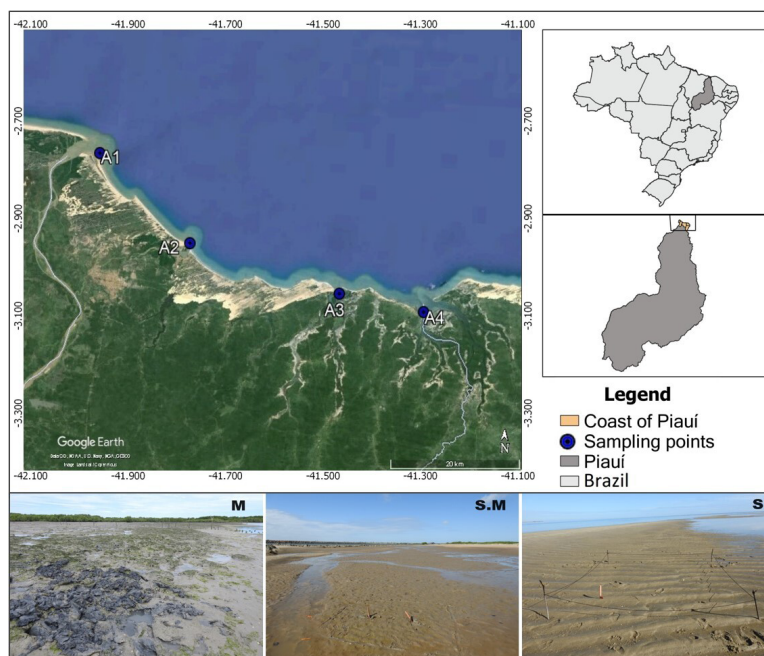 -42.100 -41.900 -41.700 -41.500 -41.300 -41.100
-2.700
-2.900
-3.100
-3.300
-2.700
-2.900
-3.100
-3.300
A1
A2
A3
A4
Google Earth
20 km
N
-42.100 -41.900 -41.700 -41.500 -41.300 -41.100
Legend
Coast of Piauí
Sampling points
Piauí
Brazil
M
S.M
S